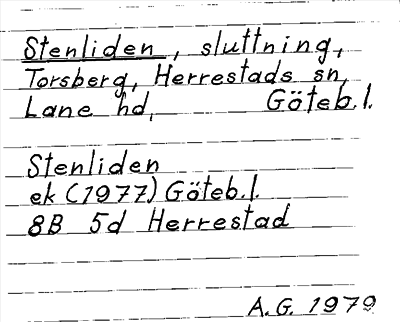 Stenliden, sluttning,
Torsberg, Herrestads sn,
Lane hd, Göteb.l.
Stenliden
ek (1977) Göteb.l.
8B 5d Herrestad
A.G. 1979